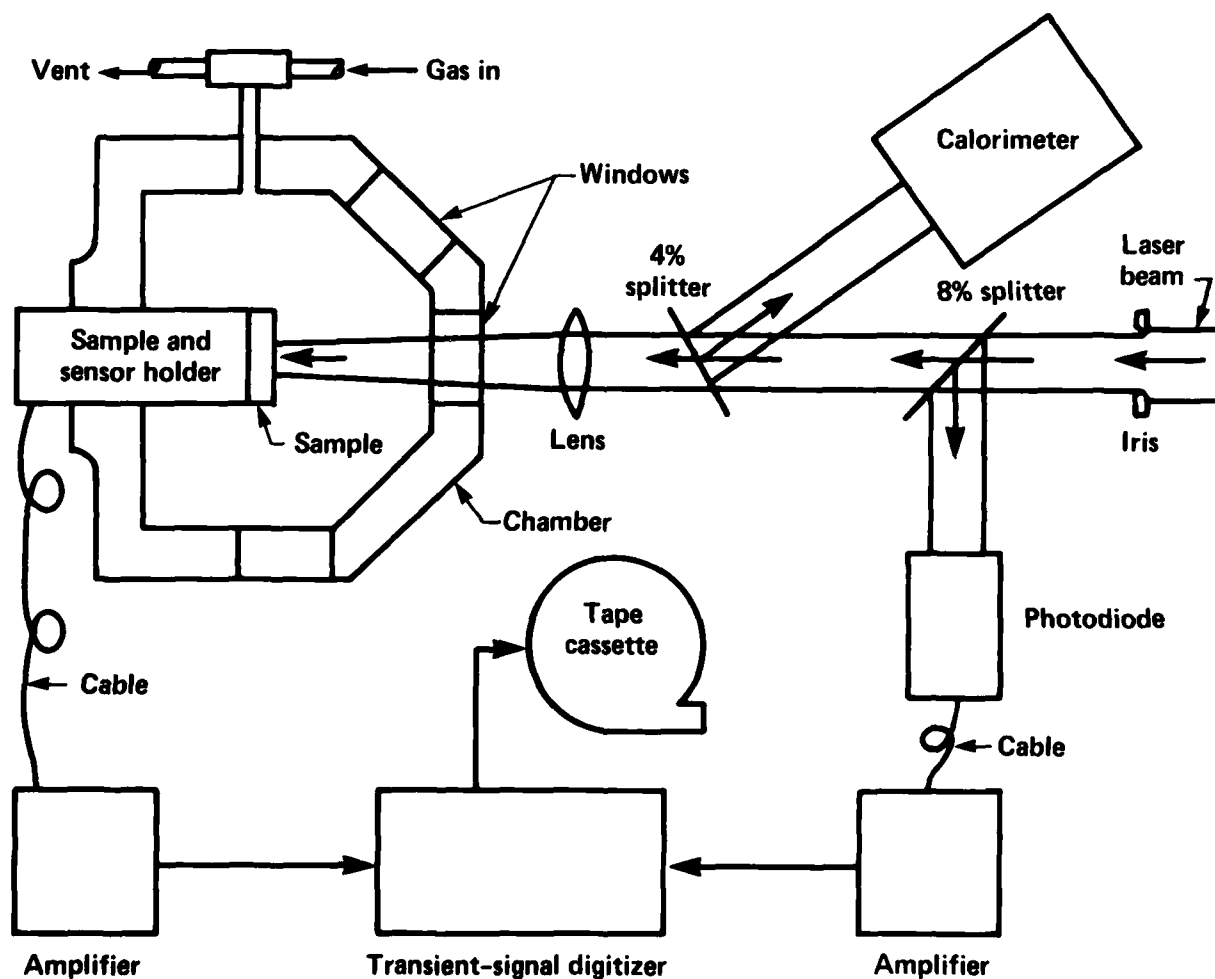 Vent
Gas in
Calorimeter
Windows
Laser
beam
4%
splitter
8% splitter
Sample and
sensor holder
Sample
Lens
Iris
Chamber
Tape
cassette
Photodiode
Cable
Cable
Amplifier
Transient-signal digitizer
Amplifier